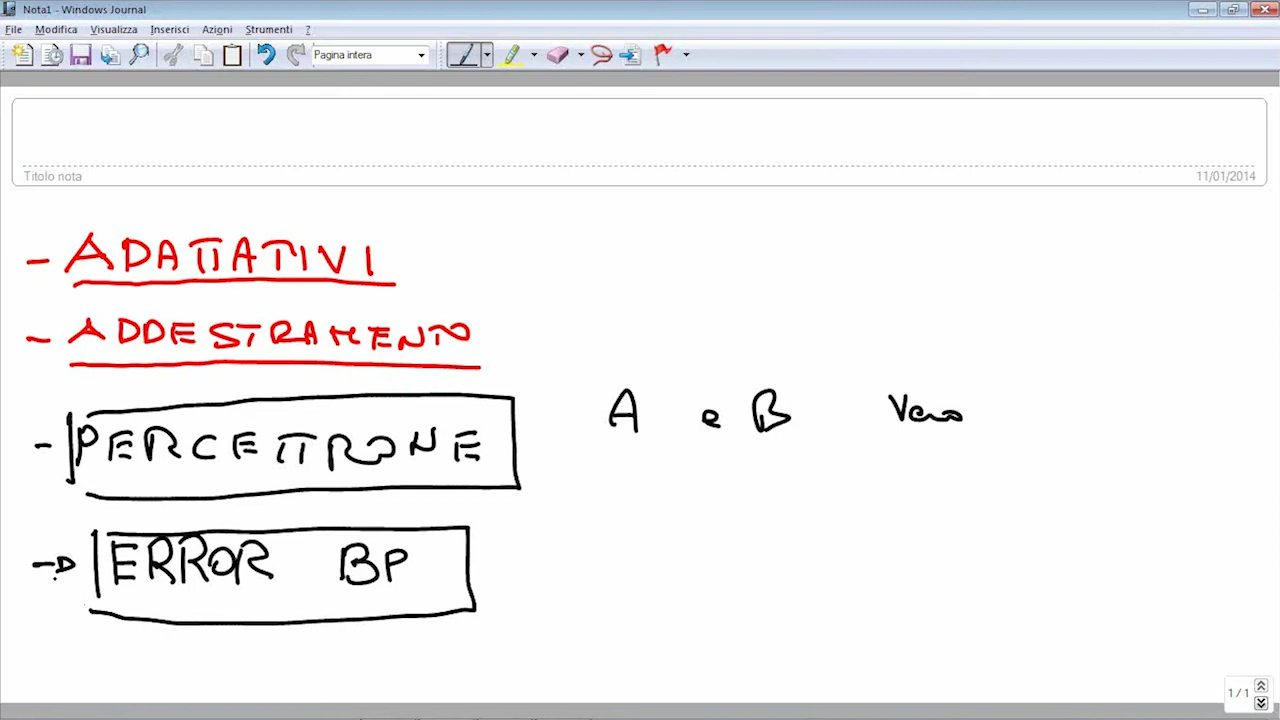 Nota1 - Windows Journal
File Modifica Visualizza Inserisci Azioni Strumenti ?
Pagina intera
Titolo nota
11/01/2014
- ADATTATIVI
- ADDESTRAMENTO
- PERCETTRONE
A e B Vero
→ ERROR BP
1 / 1